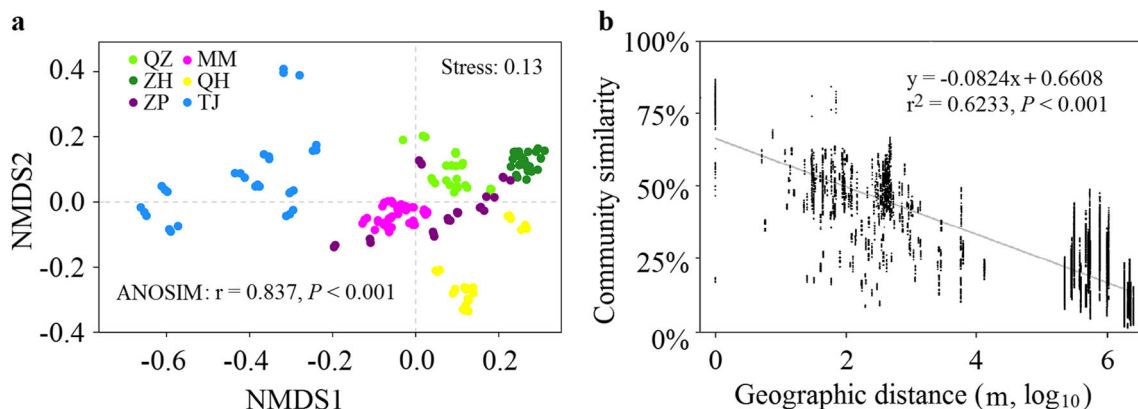 a
QZ MM
ZH QH
ZP TJ
Stress: 0.13
0.4
0.2
0.0
-0.2
-0.4
NMDS2
ANOSIM: r = 0.837, P < 0.001
-0.6 -0.4 -0.2 0.0 0.2
NMDS1
b
100%
75%
50%
25%
0%
Community similarity
y = -0.0824x + 0.6608
r² = 0.6233, P < 0.001
0 2 4 6
Geographic distance (m, log₁₀)